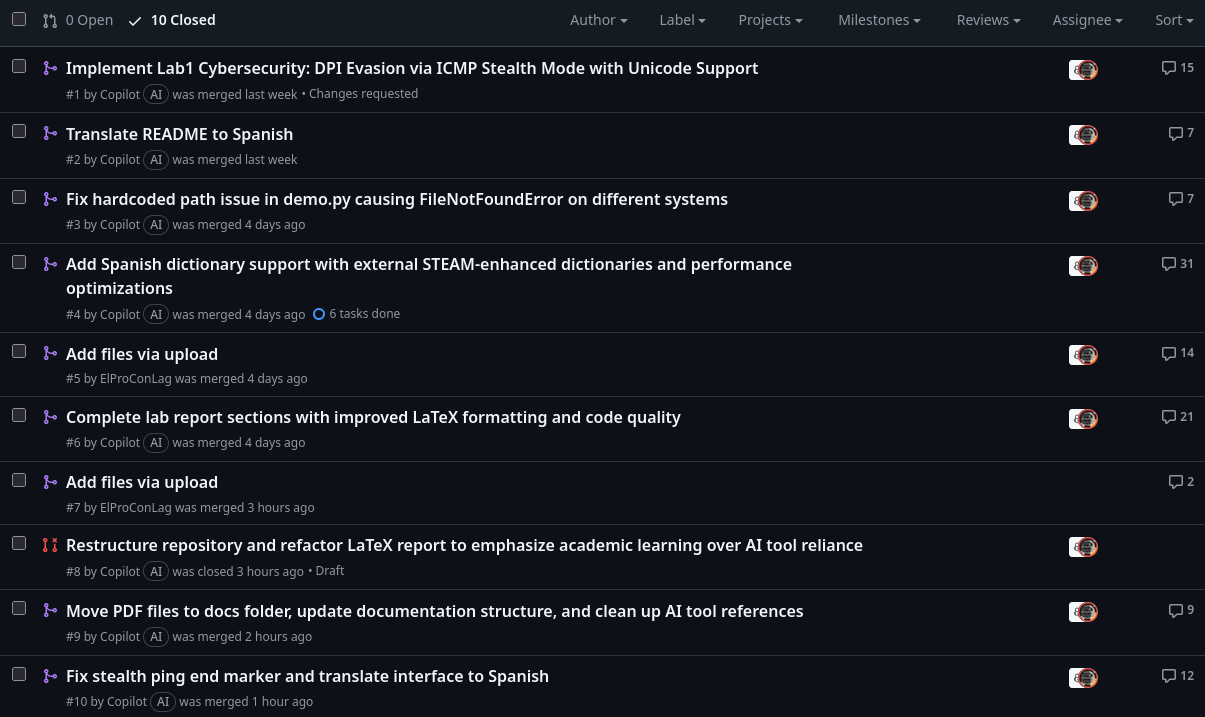 0 Open 10 Closed Author Label Projects Milestones Reviews Assignee Sort
Implement Lab1 Cybersecurity: DPI Evasion via ICMP Stealth Mode with Unicode Support 15
#1 by Copilot AI was merged last week • Changes requested
Translate README to Spanish 7
#2 by Copilot AI was merged last week
Fix hardcoded path issue in demo.py causing FileNotFoundError on different systems 7
#3 by Copilot AI was merged 4 days ago
Add Spanish dictionary support with external STEAM-enhanced dictionaries and performance 31
optimizations
#4 by Copilot AI was merged 4 days ago 6 tasks done
Add files via upload 14
#5 by ElProConLag was merged 4 days ago
Complete lab report sections with improved LaTeX formatting and code quality 21
#6 by Copilot AI was merged 4 days ago
Add files via upload 2
#7 by ElProConLag was merged 3 hours ago
Restructure repository and refactor LaTeX report to emphasize academic learning over AI tool reliance
#8 by Copilot AI was closed 3 hours ago • Draft
Move PDF files to docs folder, update documentation structure, and clean up AI tool references 9
#9 by Copilot AI was merged 2 hours ago
Fix stealth ping end marker and translate interface to Spanish 12
#10 by Copilot AI was merged 1 hour ago